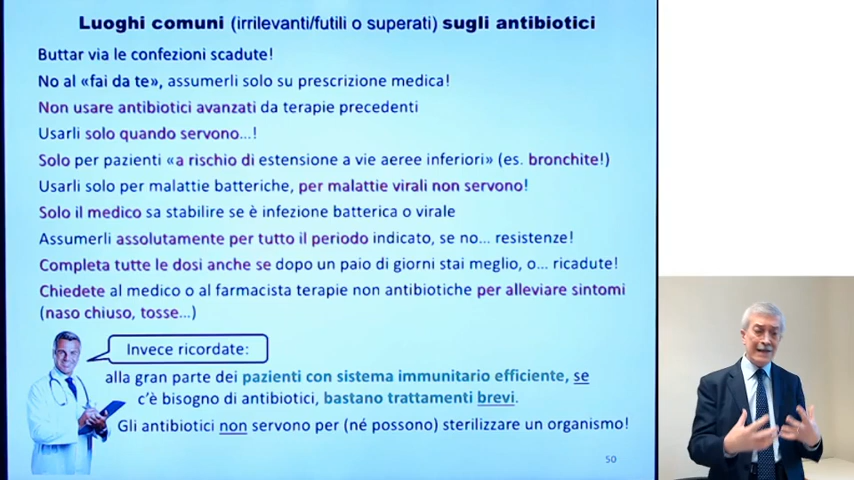 Luoghi comuni (irrilevanti/futili o superati) sugli antibiotici
Buttar via le confezioni scadute!
No al «fai da te», assumerli solo su prescrizione medica!
Non usare antibiotici avanzati da terapie precedenti
Usarli solo quando servono...!
Solo per pazienti «a rischio di estensione a vie aeree inferiori» (es. bronchite!)
Usarli solo per malattie batteriche, per malattie virali non servono!
Solo il medico sa stabilire se è infezione batterica o virale
Assumerli assolutamente per tutto il periodo indicato, se no... resistenze!
Completa tutte le dosi anche se dopo un paio di giorni stai meglio, o... ricadute!
Chiedete al medico o al farmacista terapie non antibiotiche per alleviare sintomi
(naso chiuso, tosse...)
Invece ricordate:
alla gran parte dei pazienti con sistema immunitario efficiente, se
c'è bisogno di antibiotici, bastano trattamenti brevi.
Gli antibiotici non servono per (né possono) sterilizzare un organismo!
50